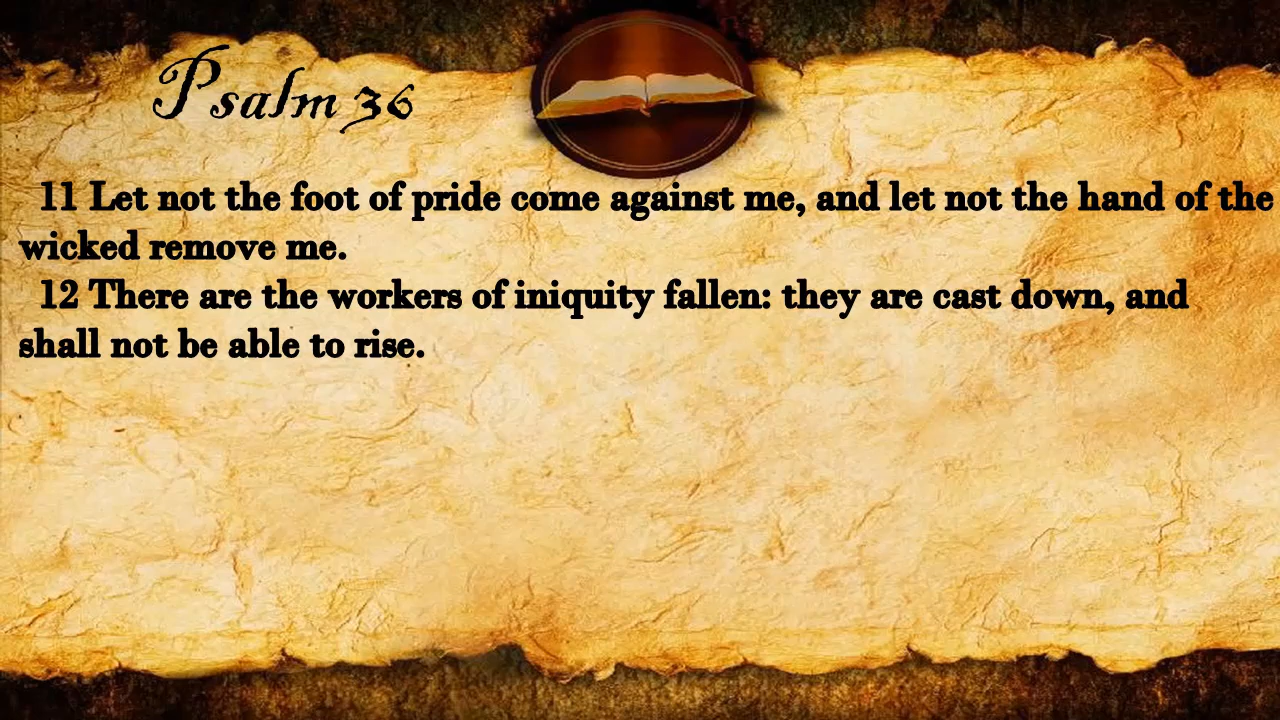 Psalm 36
11 Let not the foot of pride come against me, and let not the hand of the
wicked remove me.
12 There are the workers of iniquity fallen: they are cast down, and
shall not be able to rise.